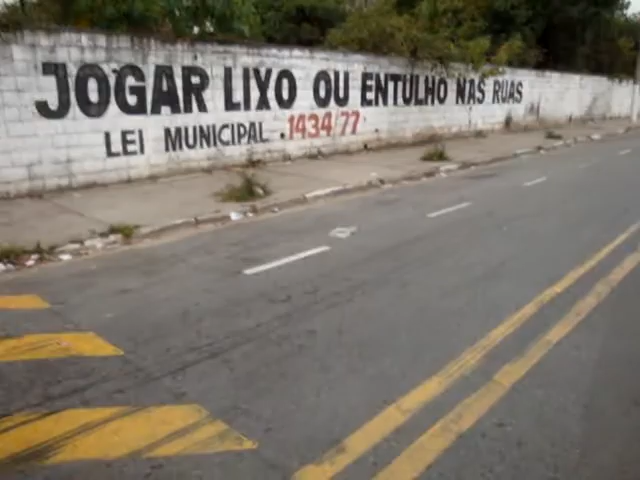 JOGAR LIXO OU ENTULHO NAS RUAS
LEI MUNICIPAL . 1434/77